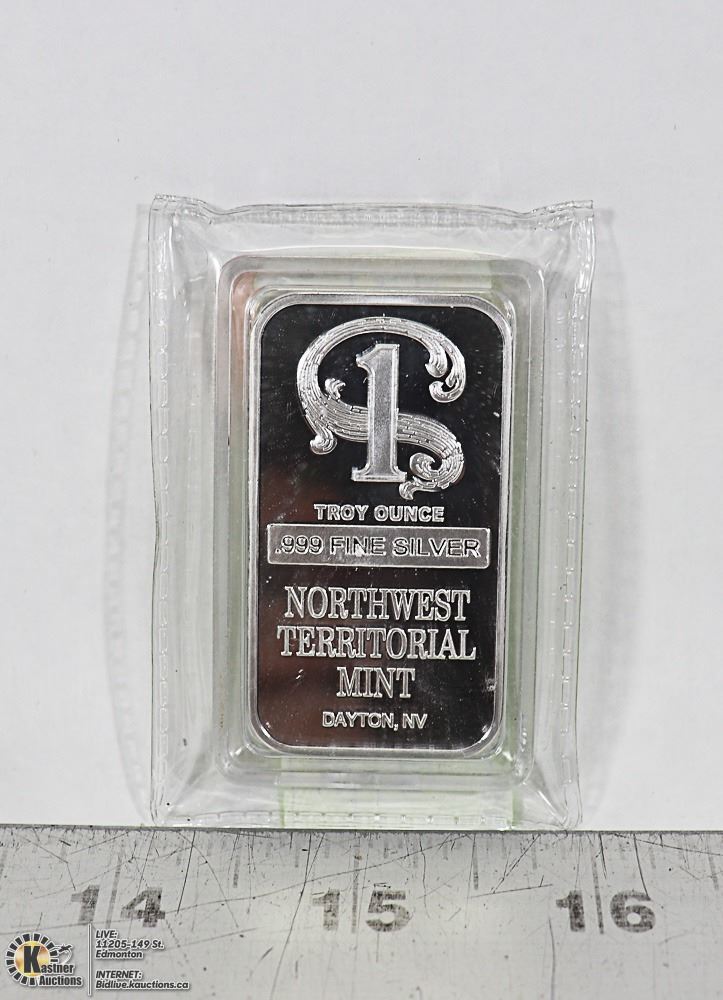 1
TROY OUNCE
.999 FINE SILVER
NORTHWEST
TERRITORIAL
MINT
DAYTON, NV
14 15 16
Kastner
Auctions
LIVE:
11205-149 St.
Edmonton
INTERNET:
Bidlive.kauctions.ca